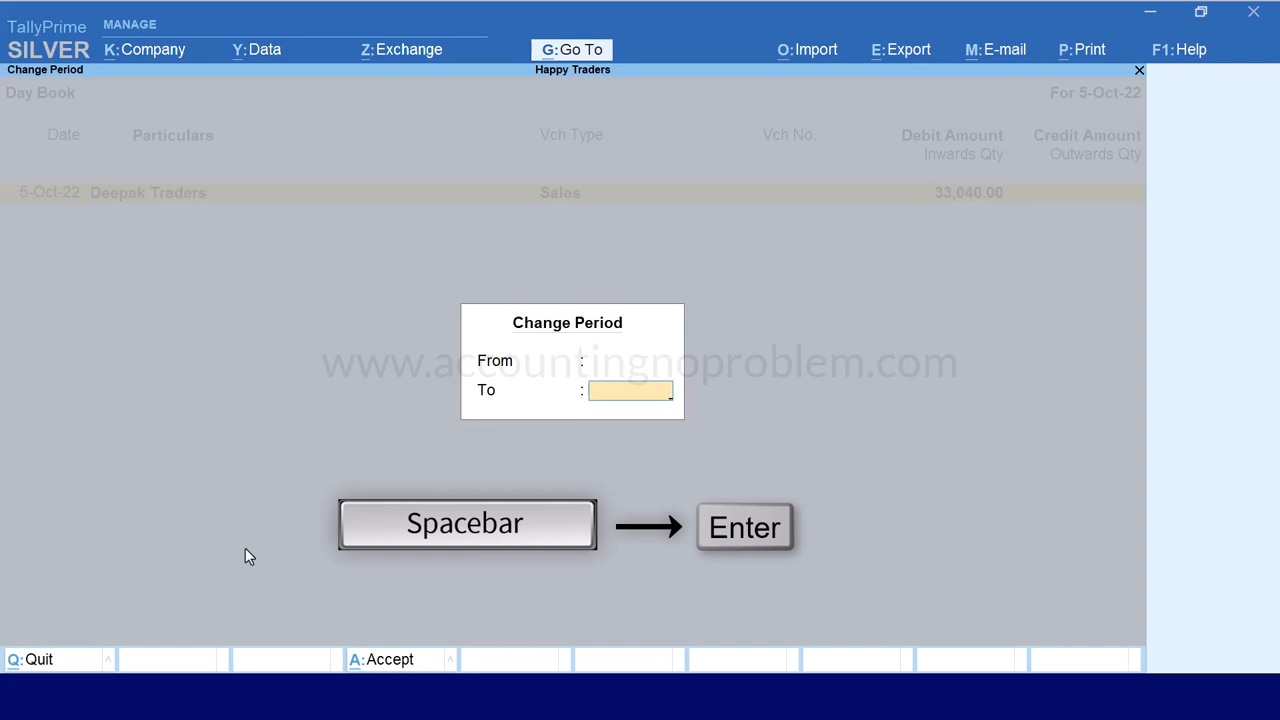 TallyPrime
MANAGE
SILVER
K:Company
Y:Data
Z:Exchange
G:Go To
O:Import
E:Export
M:E-mail
P:Print
F1:Help
Change Period
Happy Traders
Day Book
For 5-Oct-22
Date
Particulars
Vch Type
Vch No.
Debit Amount
Credit Amount
Inwards Qty
Outwards Qty
5-Oct-22
Deepak Traders
Sales
33,040.00
Change Period
From :
www.accountingnoproblem.com
To :
Spacebar
Enter
Q:Quit
A:Accept